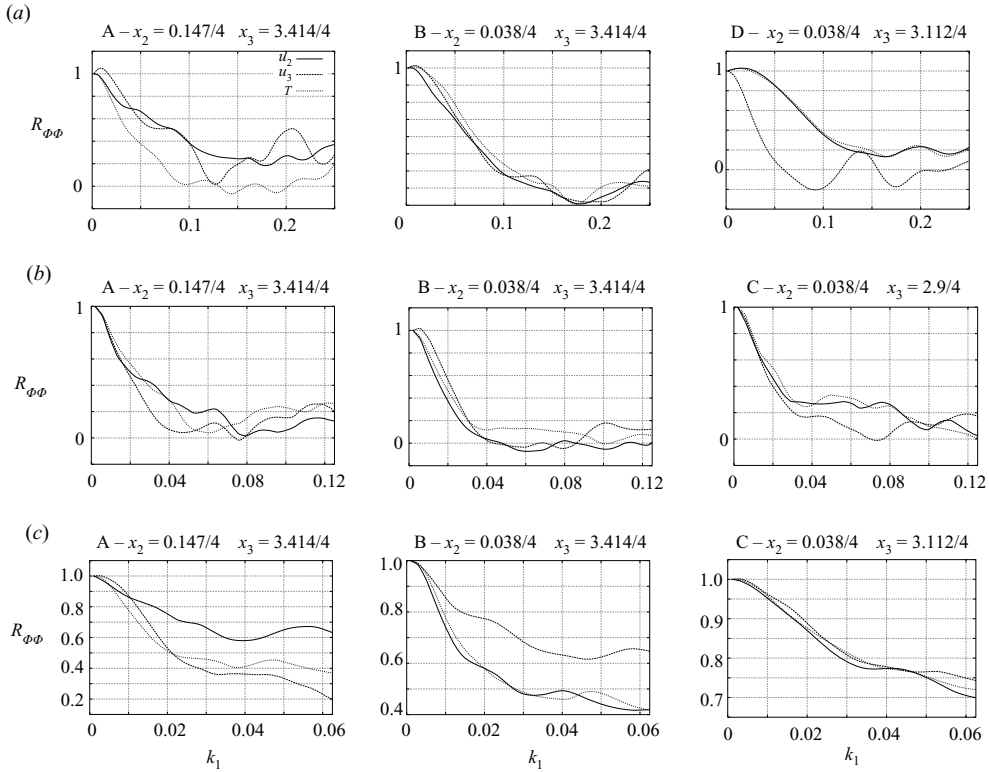 (a)
A – x2 = 0.147/4 x3 = 3.414/4
B – x2 = 0.038/4 x3 = 3.414/4
D – x2 = 0.038/4 x3 = 3.112/4
u2
u3
T
1
0
RΦΦ
0 0.1 0.2
1
0
0 0.1 0.2
1
0
0 0.1 0.2
(b)
A – x2 = 0.147/4 x3 = 3.414/4
B – x2 = 0.038/4 x3 = 3.414/4
C – x2 = 0.038/4 x3 = 2.9/4
1
0
RΦΦ
0 0.04 0.08 0.12
1
0
0 0.04 0.08 0.12
1
0
0 0.04 0.08 0.12
(c)
A – x2 = 0.147/4 x3 = 3.414/4
B – x2 = 0.038/4 x3 = 3.414/4
C – x2 = 0.038/4 x3 = 3.112/4
1.0
0.8
0.6
0.4
0.2
RΦΦ
0 0.02 0.04 0.06
k1
1.0
0.8
0.6
0.4
0 0.02 0.04 0.06
k1
1.0
0.9
0.8
0.7
0 0.02 0.04 0.06
k1